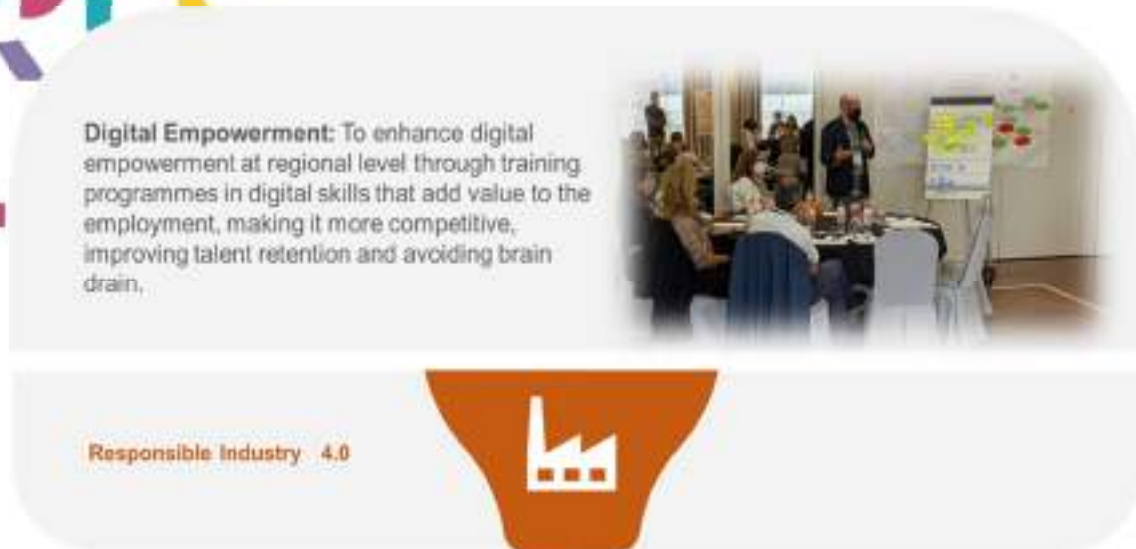 Digital Empowerment: To enhance digital
empowerment at regional level through training
programmes in digital skills that add value to the
employment, making it more competitive,
improving talent retention and avoiding brain
drain.
Responsible Industry 4.0